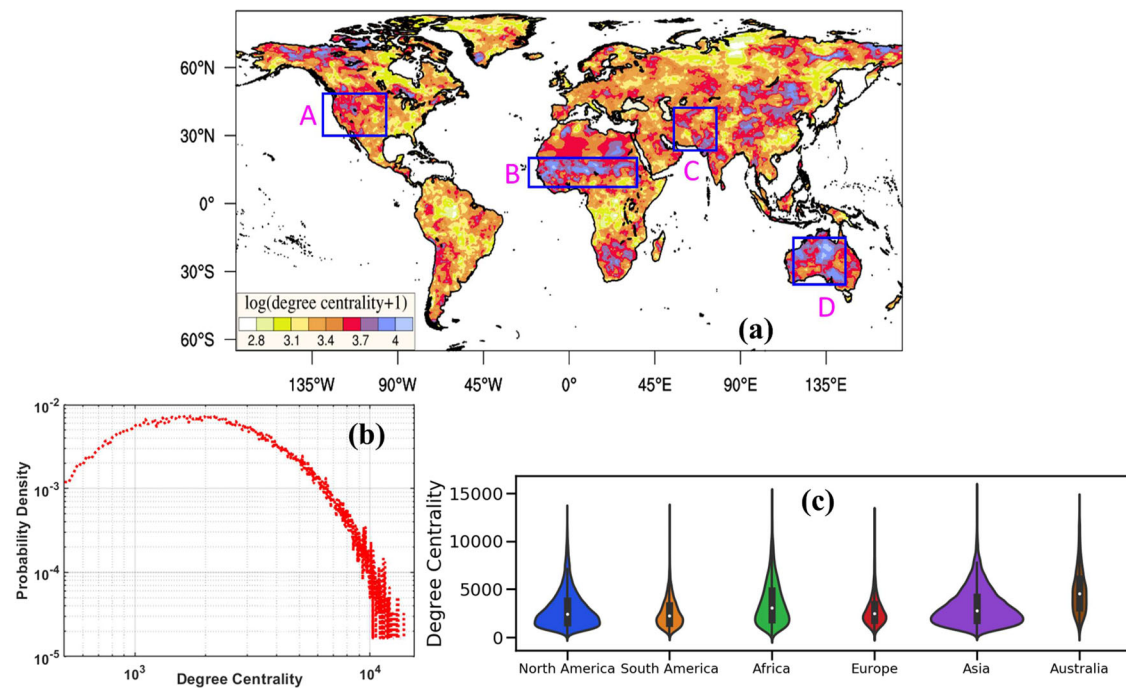 60°N
30°N
0°
30°S
60°S
A
B
C
D
log(degree centrality+1)
2.8 3.1 3.4 3.7 4
(a)
135°W 90°W 45°W 0° 45°E 90°E 135°E
(b)
10⁻²
10⁻³
10⁻⁴
10⁻⁵
Probability Density
10³ 10⁴
Degree Centrality
(c)
15000
10000
5000
0
Degree Centrality
North America South America Africa Europe Asia Australia